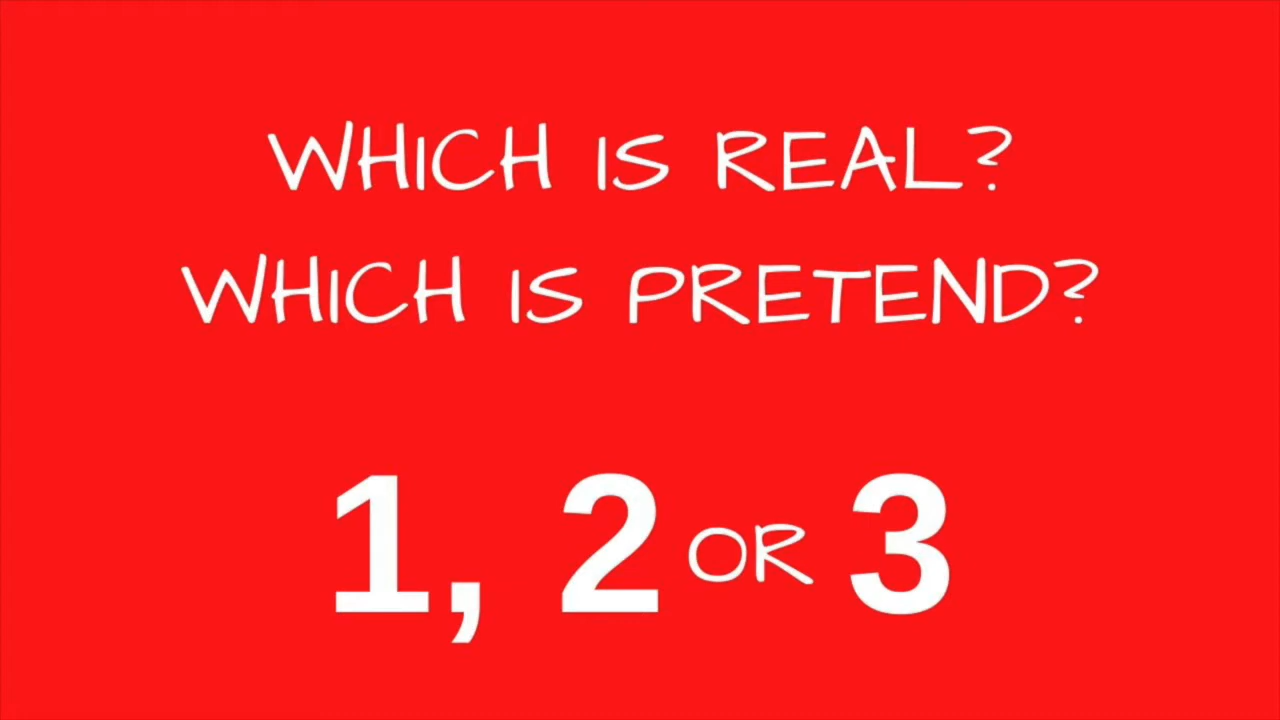 WHICH IS REAL?
WHICH IS PRETEND?
1, 2 OR 3